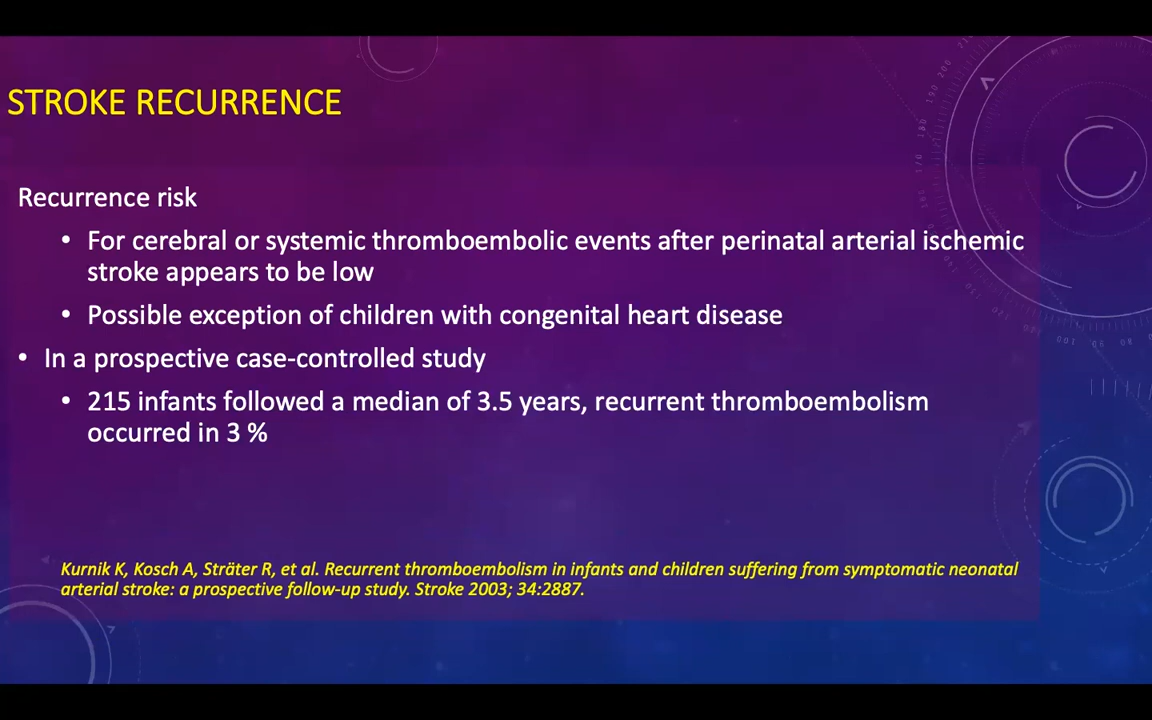 STROKE RECURRENCE
Recurrence risk
• For cerebral or systemic thromboembolic events after perinatal arterial ischemic
stroke appears to be low
• Possible exception of children with congenital heart disease
• In a prospective case-controlled study
• 215 infants followed a median of 3.5 years, recurrent thromboembolism
occurred in 3 %
Kurnik K, Kosch A, Sträter R, et al. Recurrent thromboembolism in infants and children suffering from symptomatic neonatal
arterial stroke: a prospective follow-up study. Stroke 2003; 34:2887.